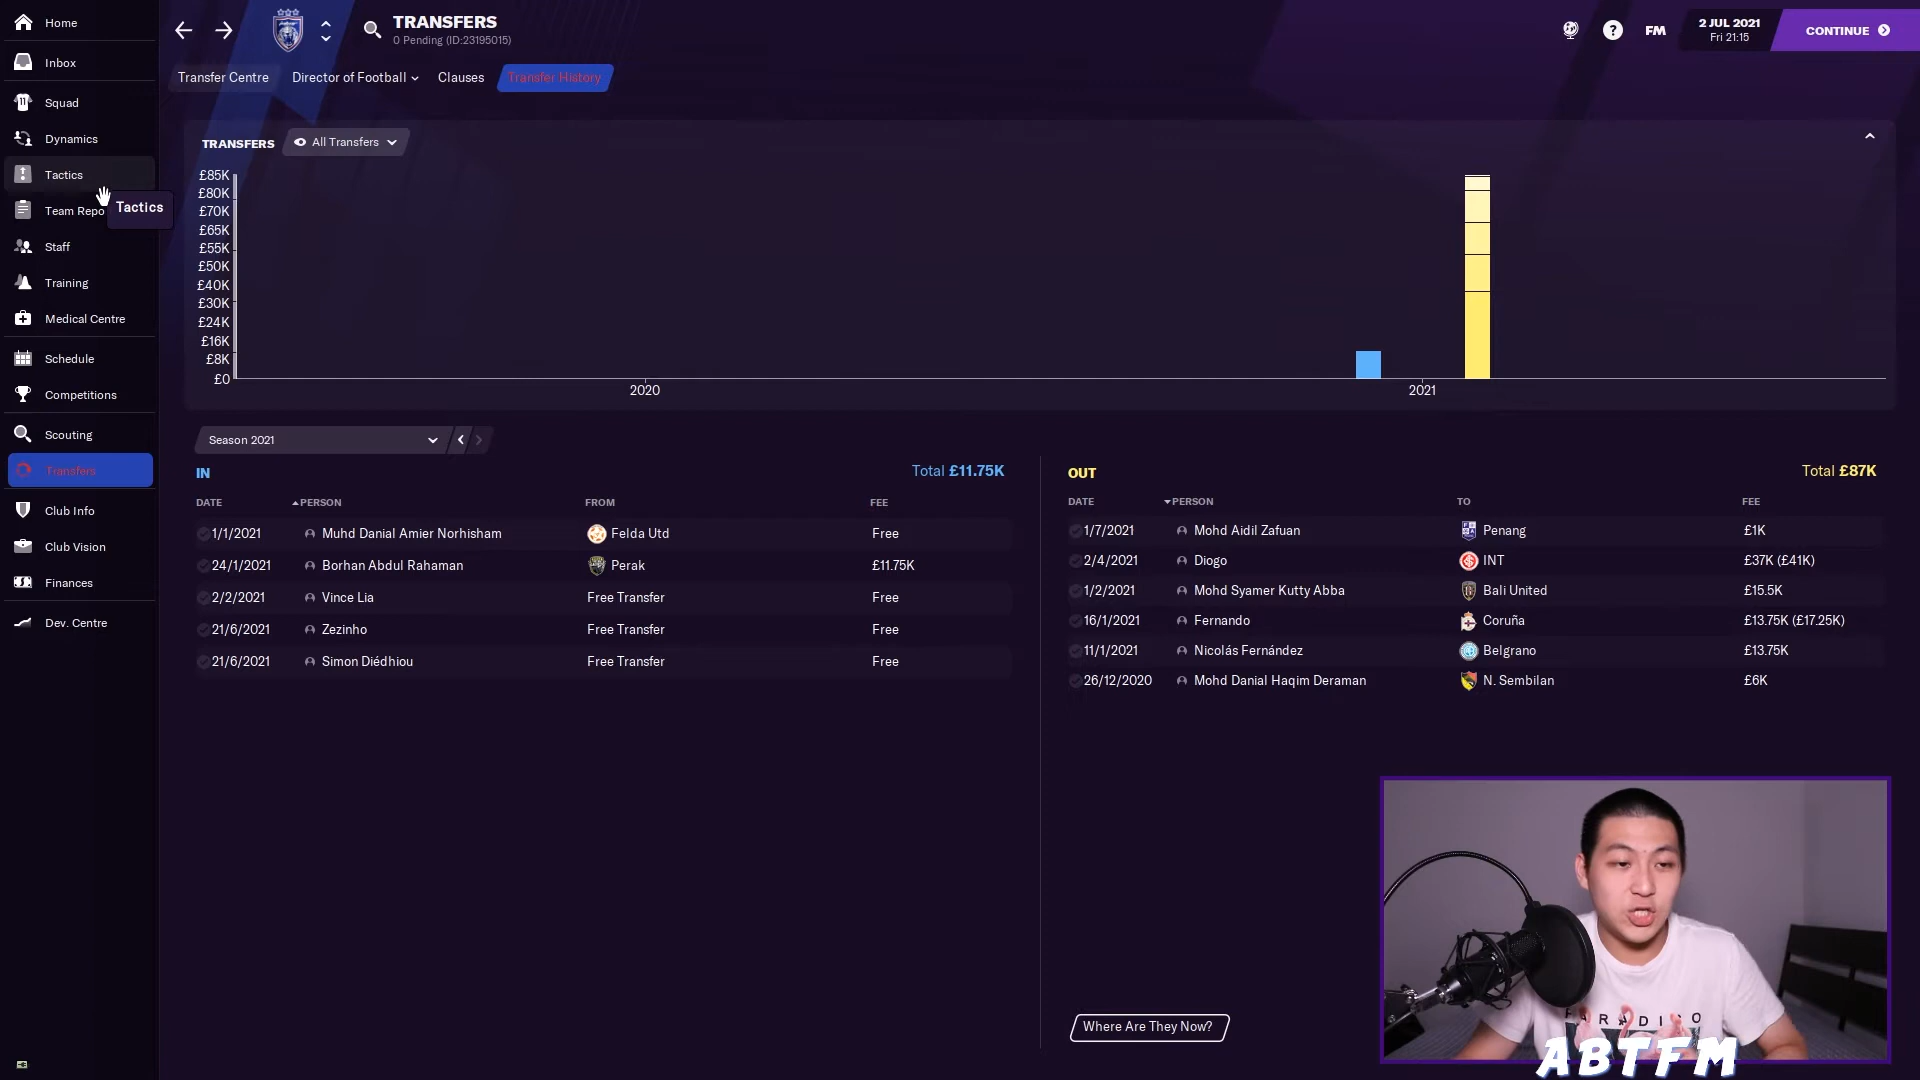 Home
Inbox
Squad
Dynamics
Tactics
Team Repo
Tactics
Staff
Training
Medical Centre
Schedule
Competitions
Scouting
Transfers
Club Info
Club Vision
Finances
Dev. Centre
TRANSFERS
0 Pending (ID:23195015)
FM
2 JUL 2021
Fri 21:15
CONTINUE
Transfer Centre
Director of Football
Clauses
Transfer History
TRANSFERS
All Transfers
£85K
£80K
£70K
£65K
£55K
£50K
£40K
£30K
£24K
£16K
£8K
£0
2020
2021
Season 2021
IN
Total £11.75K
DATE PERSON FROM FEE
1/1/2021 Muhd Danial Amier Norhisham Felda Utd Free
24/1/2021 Borhan Abdul Rahaman Perak £11.75K
2/2/2021 Vince Lia Free Transfer Free
21/6/2021 Zezinho Free Transfer Free
21/6/2021 Simon Diédhiou Free Transfer Free
OUT
Total £87K
DATE PERSON TO FEE
1/7/2021 Mohd Aidil Zafuan Penang £1K
2/4/2021 Diogo INT £37K (£41K)
1/2/2021 Mohd Syamer Kutty Abba Bali United £15.5K
16/1/2021 Fernando Coruña £13.75K (£17.25K)
11/1/2021 Nicolás Fernández Belgrano £13.75K
26/12/2020 Mohd Danial Haqim Deraman N. Sembilan £6K
Where Are They Now?
PARADISO
ABTFM